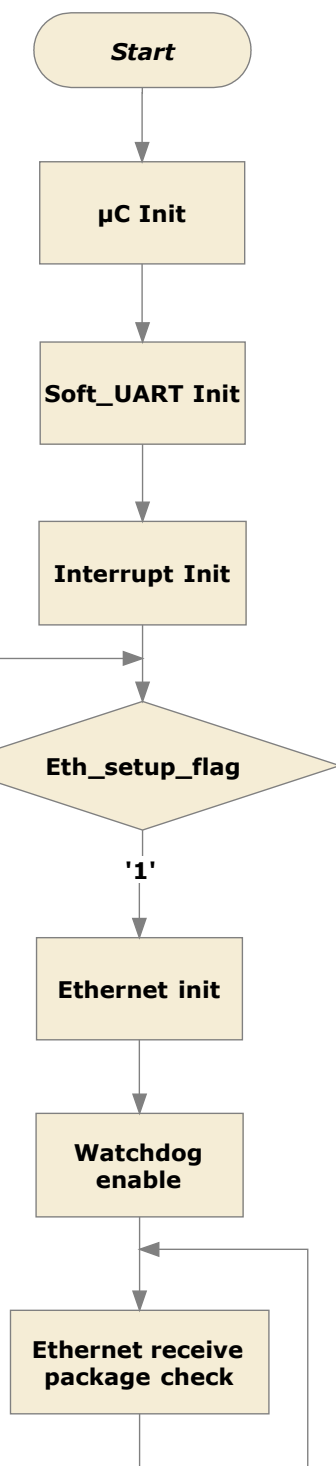 Start
µC Init
Soft_UART Init
Interrupt Init
Eth_setup_flag
'1'
Ethernet init
Watchdog
enable
Ethernet receive
package check